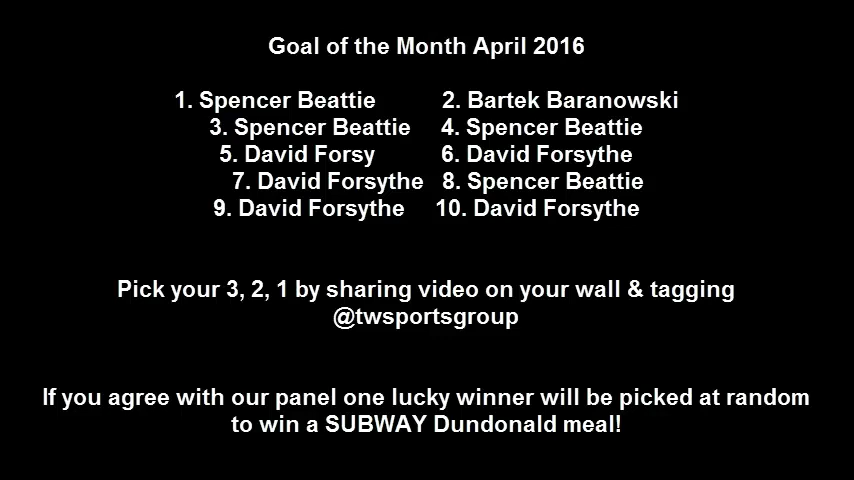 Goal of the Month April 2016
1. Spencer Beattie 2. Bartek Baranowski
3. Spencer Beattie 4. Spencer Beattie
5. David Forsy 6. David Forsythe
7. David Forsythe 8. Spencer Beattie
9. David Forsythe 10. David Forsythe
Pick your 3, 2, 1 by sharing video on your wall & tagging
@twsportsgroup
If you agree with our panel one lucky winner will be picked at random
to win a SUBWAY Dundonald meal!